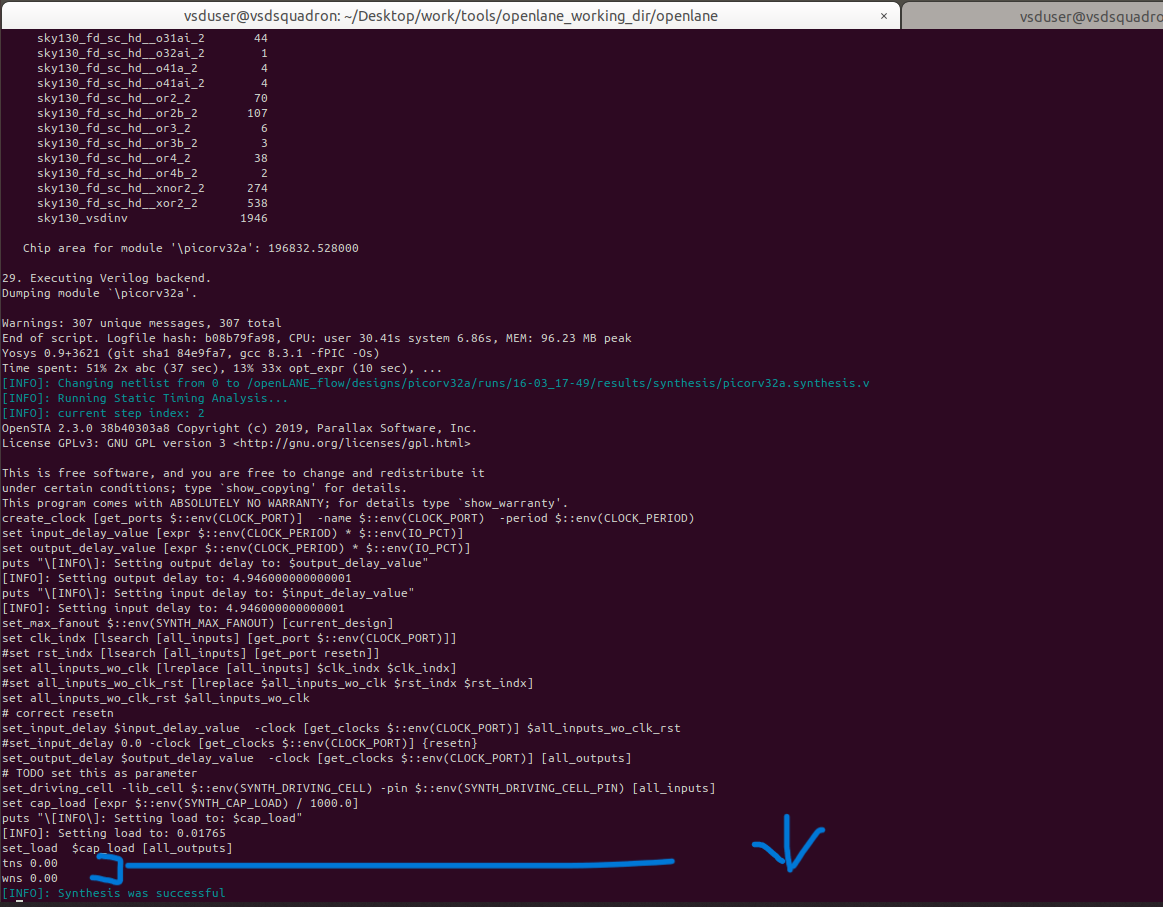 vsduser@vsdsquadron: ~/Desktop/work/tools/openlane_working_dir/openlane × vsduser@vsdsquadro
sky130_fd_sc_hd__o31ai_2 44
sky130_fd_sc_hd__o32ai_2 1
sky130_fd_sc_hd__o41a_2 4
sky130_fd_sc_hd__o41ai_2 4
sky130_fd_sc_hd__or2_2 70
sky130_fd_sc_hd__or2b_2 107
sky130_fd_sc_hd__or3_2 6
sky130_fd_sc_hd__or3b_2 3
sky130_fd_sc_hd__or4_2 38
sky130_fd_sc_hd__or4b_2 2
sky130_fd_sc_hd__xnor2_2 274
sky130_fd_sc_hd__xor2_2 538
sky130_vsdinv 1946
Chip area for module '\picorv32a': 196832.528000
29. Executing Verilog backend.
Dumping module `\picorv32a'.
Warnings: 307 unique messages, 307 total
End of script. Logfile hash: b08b79fa98, CPU: user 30.41s system 6.86s, MEM: 96.23 MB peak
Yosys 0.9+3621 (git sha1 84e9fa7, gcc 8.3.1 -fPIC -Os)
Time spent: 51% 2x abc (37 sec), 13% 33x opt_expr (10 sec), ...
[INFO]: Changing netlist from 0 to /openLANE_flow/designs/picorv32a/runs/16-03_17-49/results/synthesis/picorv32a.synthesis.v
[INFO]: Running Static Timing Analysis...
[INFO]: current step index: 2
OpenSTA 2.3.0 38b40303a8 Copyright (c) 2019, Parallax Software, Inc.
License GPLv3: GNU GPL version 3 <http://gnu.org/licenses/gpl.html>
This is free software, and you are free to change and redistribute it
under certain conditions; type `show_copying' for details.
This program comes with ABSOLUTELY NO WARRANTY; for details type `show_warranty'.
create_clock [get_ports $::env(CLOCK_PORT)]  -name $::env(CLOCK_PORT)  -period $::env(CLOCK_PERIOD)
set input_delay_value [expr $::env(CLOCK_PERIOD) * $::env(IO_PCT)]
set output_delay_value [expr $::env(CLOCK_PERIOD) * $::env(IO_PCT)]
puts "\[INFO\]: Setting output delay to: $output_delay_value"
[INFO]: Setting output delay to: 4.946000000000001
puts "\[INFO\]: Setting input delay to: $input_delay_value"
[INFO]: Setting input delay to: 4.946000000000001
set_max_fanout $::env(SYNTH_MAX_FANOUT) [current_design]
set clk_indx [lsearch [all_inputs] [get_port $::env(CLOCK_PORT)]]
#set rst_indx [lsearch [all_inputs] [get_port resetn]]
set all_inputs_wo_clk [lreplace [all_inputs] $clk_indx $clk_indx]
#set all_inputs_wo_clk_rst [lreplace $all_inputs_wo_clk $rst_indx $rst_indx]
set all_inputs_wo_clk_rst $all_inputs_wo_clk
# correct resetn
set_input_delay $input_delay_value  -clock [get_clocks $::env(CLOCK_PORT)] $all_inputs_wo_clk_rst
#set_input_delay 0.0 -clock [get_clocks $::env(CLOCK_PORT)] {resetn}
set_output_delay $output_delay_value  -clock [get_clocks $::env(CLOCK_PORT)] [all_outputs]
# TODO set this as parameter
set_driving_cell -lib_cell $::env(SYNTH_DRIVING_CELL) -pin $::env(SYNTH_DRIVING_CELL_PIN) [all_inputs]
set cap_load [expr $::env(SYNTH_CAP_LOAD) / 1000.0]
puts "\[INFO\]: Setting load to: $cap_load"
[INFO]: Setting load to: 0.01765
set_load  $cap_load [all_outputs]
tns 0.00
wns 0.00
[INFO]: Synthesis was successful